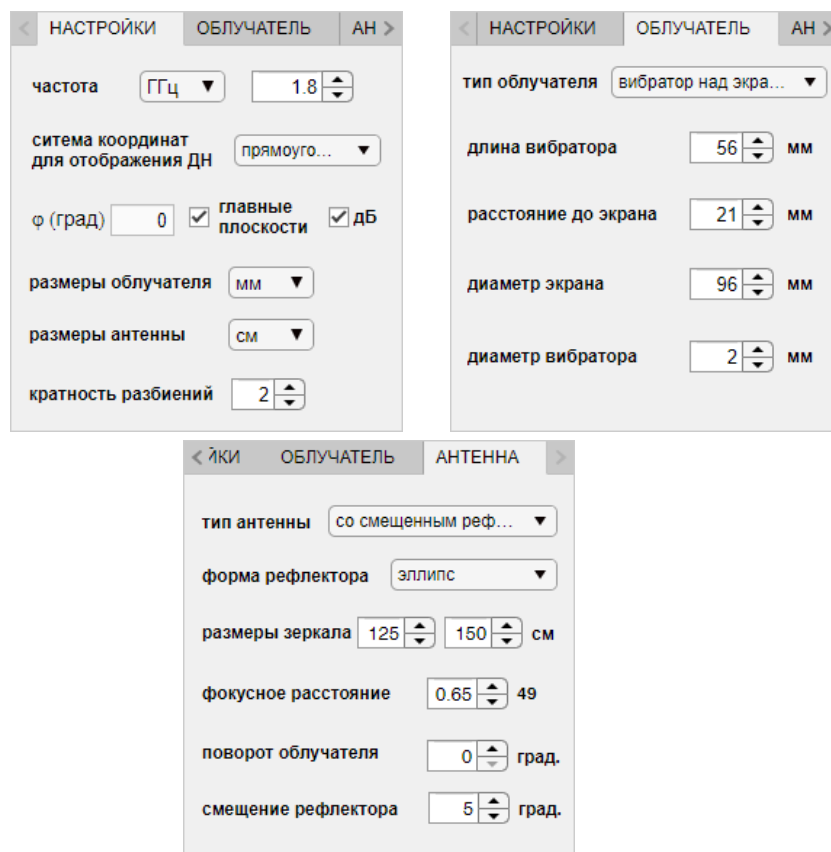 < НАСТРОЙКИ ОБЛУЧАТЕЛЬ АН >
частота ГГц ▼ 1.8
ситема координат
для отображения ДН прямоуго... ▼
φ (град) 0 главные
плоскости дБ
размеры облучателя мм ▼
размеры антенны см ▼
кратность разбиений 2
< НАСТРОЙКИ ОБЛУЧАТЕЛЬ АН >
тип облучателя вибратор над экра... ▼
длина вибратора 56 мм
расстояние до экрана 21 мм
диаметр экрана 96 мм
диаметр вибратора 2 мм
< ЙКИ ОБЛУЧАТЕЛЬ АНТЕННА >
тип антенны со смещенным реф... ▼
форма рефлектора эллипс ▼
размеры зеркала 125 150 см
фокусное расстояние 0.65 49
поворот облучателя 0 град.
смещение рефлектора 5 град.